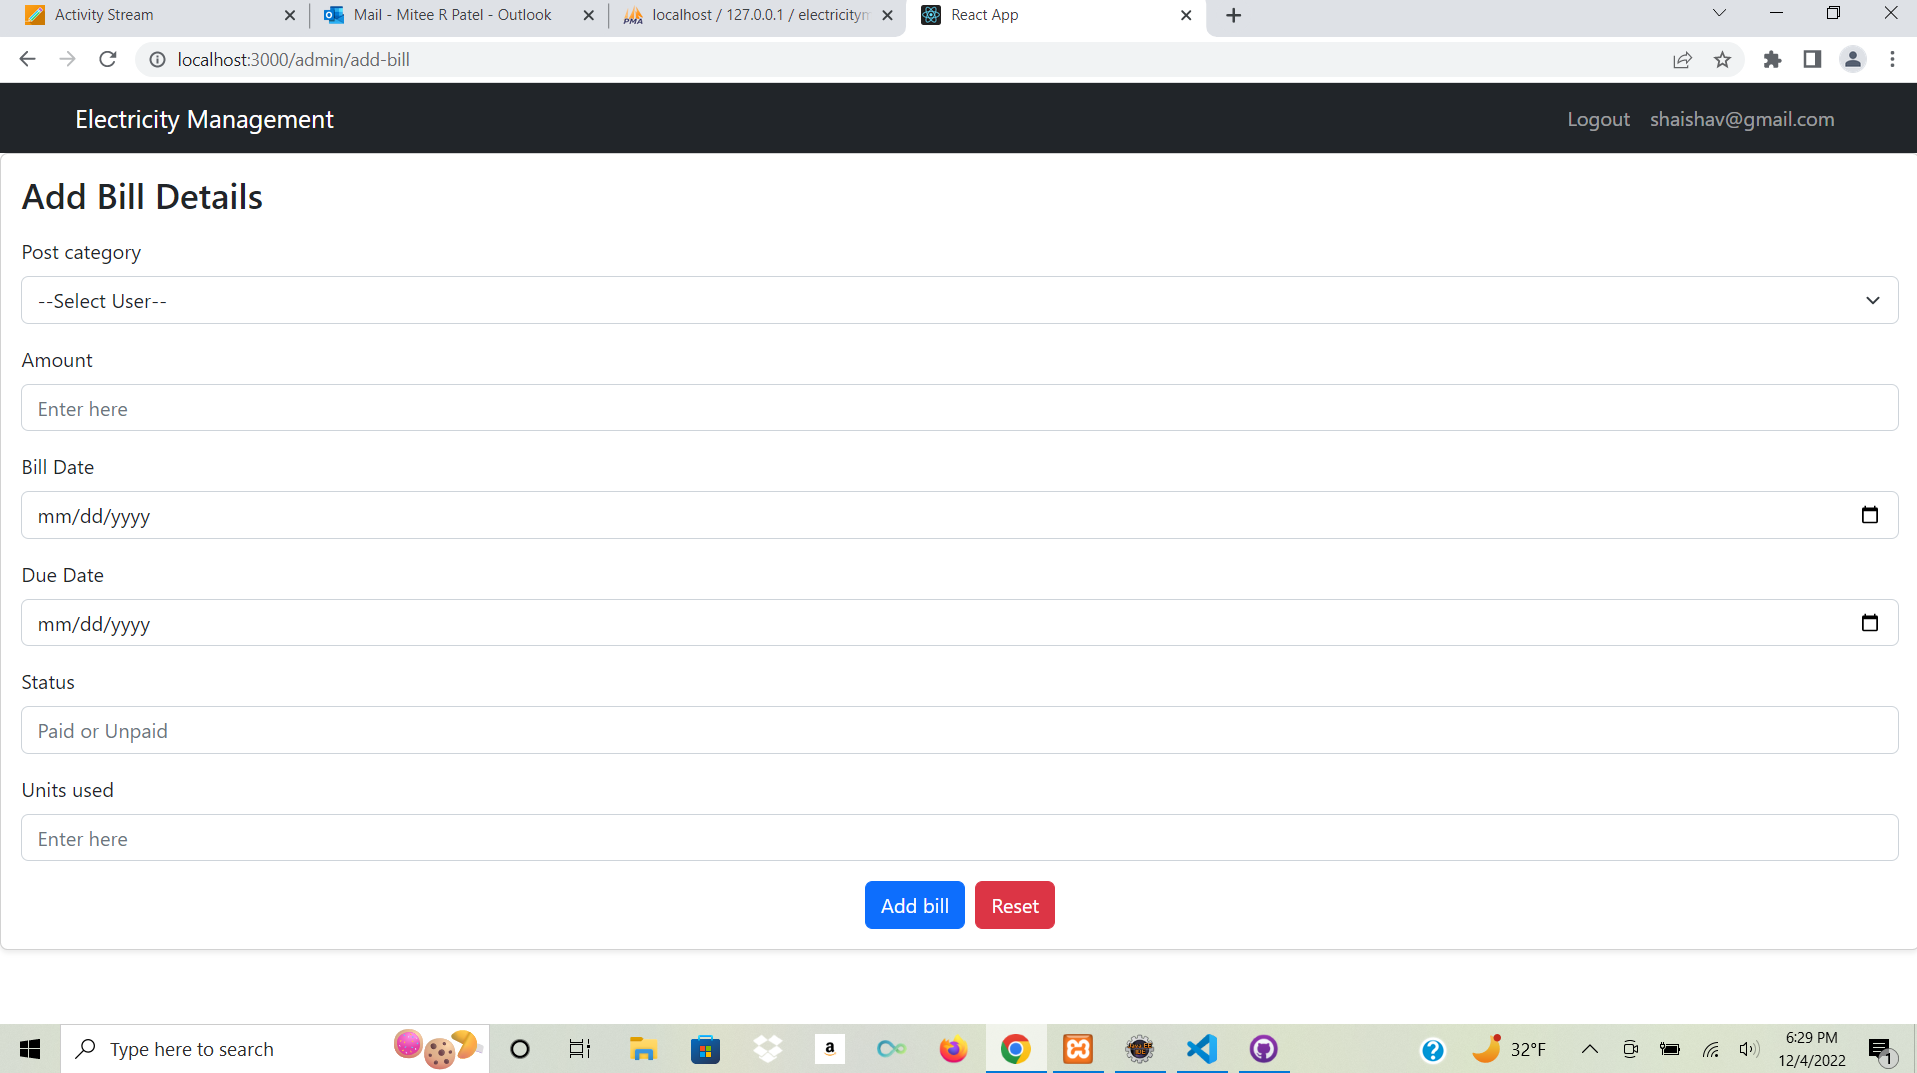 Activity Stream
Mail - Mitee R Patel - Outlook
localhost / 127.0.0.1 / electricitym
React App
localhost:3000/admin/add-bill
Electricity Management
Logout shaishav@gmail.com
Add Bill Details
Post category
--Select User--
Amount
Enter here
Bill Date
mm/dd/yyyy
Due Date
mm/dd/yyyy
Status
Paid or Unpaid
Units used
Enter here
Add bill Reset
Type here to search
32°F
6:29 PM
12/4/2022
1